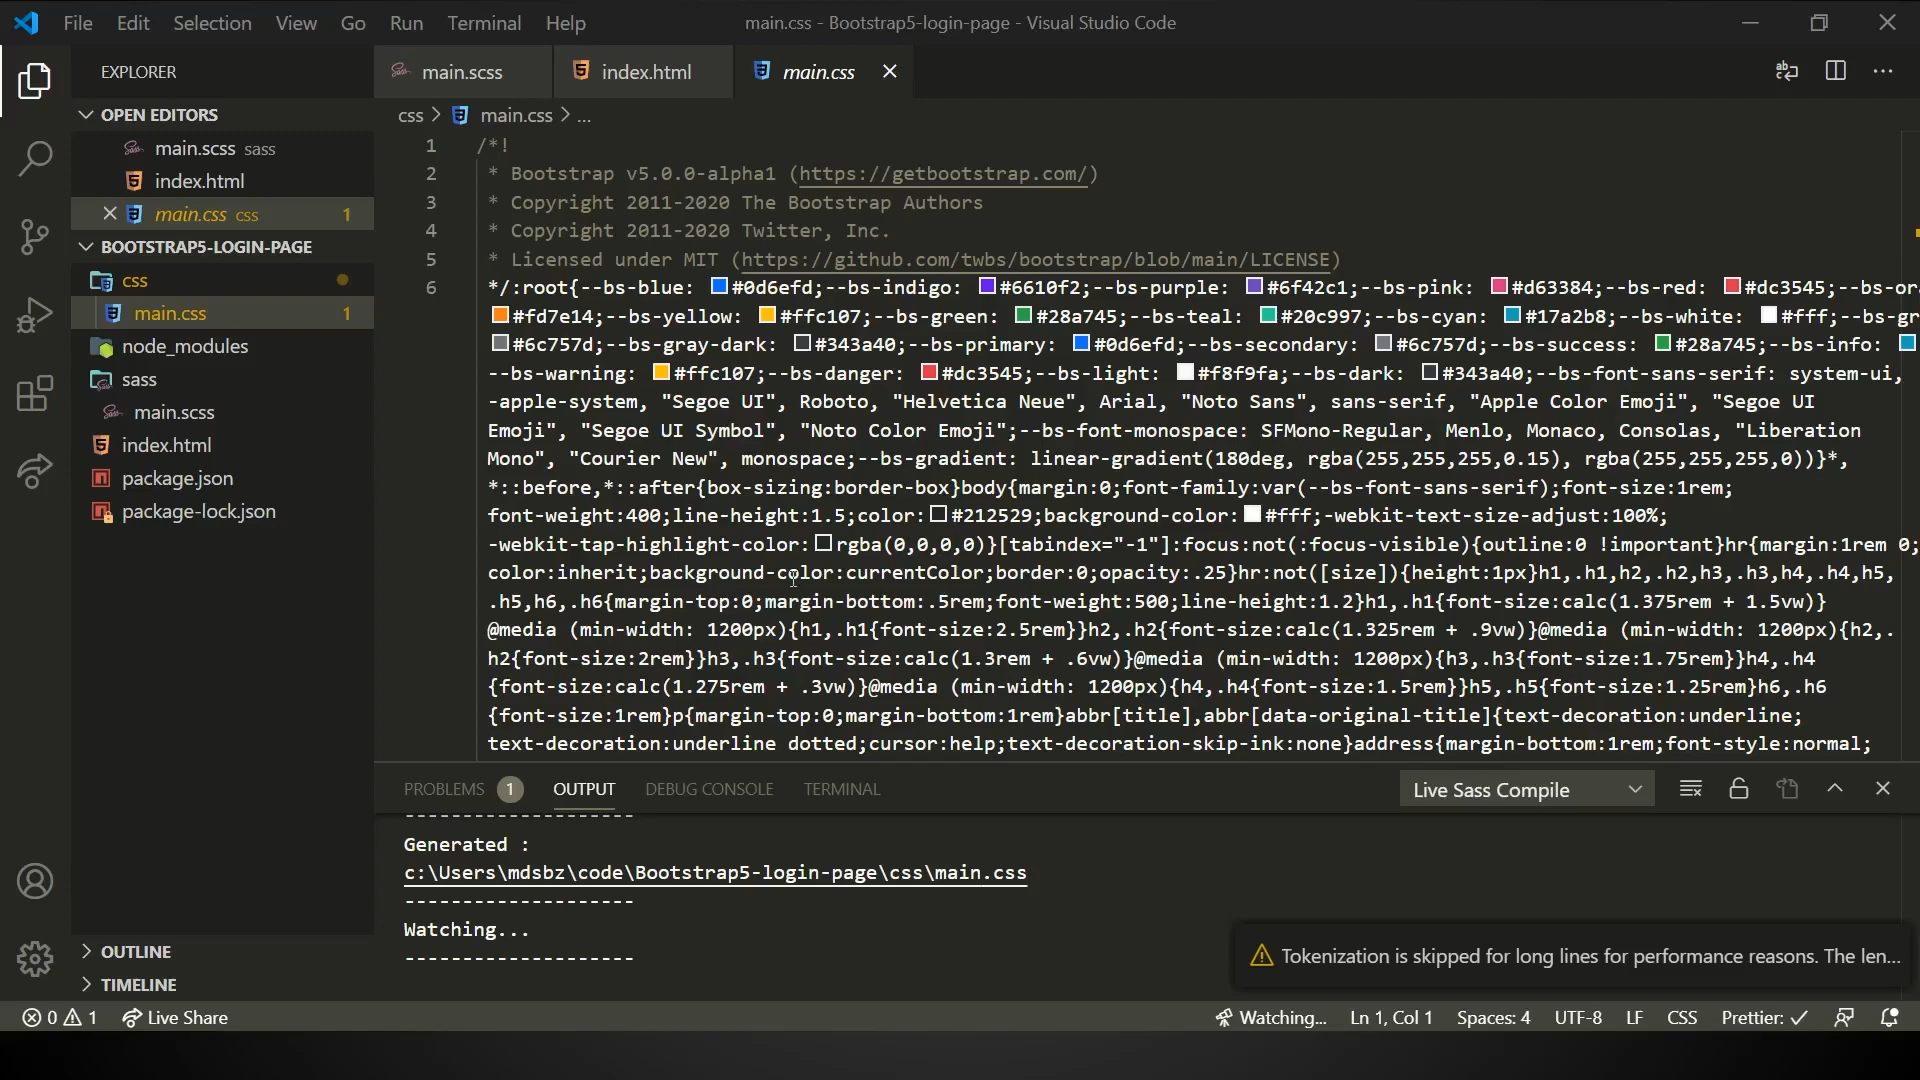 File Edit Selection View Go Run Terminal Help
main.css - Bootstrap5-login-page - Visual Studio Code
EXPLORER
OPEN EDITORS
main.scss sass
index.html
main.css css 1
BOOTSTRAP5-LOGIN-PAGE
css
main.css 1
node_modules
sass
main.scss
index.html
package.json
package-lock.json
OUTLINE
TIMELINE
main.scss index.html main.css
css > main.css > ...
1 /*!
2 * Bootstrap v5.0.0-alpha1 (https://getbootstrap.com/)
3 * Copyright 2011-2020 The Bootstrap Authors
4 * Copyright 2011-2020 Twitter, Inc.
5 * Licensed under MIT (https://github.com/twbs/bootstrap/blob/main/LICENSE)
6 */:root{--bs-blue: #0d6efd;--bs-indigo: #6610f2;--bs-purple: #6f42c1;--bs-pink: #d63384;--bs-red: #dc3545;--bs-or
#fd7e14;--bs-yellow: #ffc107;--bs-green: #28a745;--bs-teal: #20c997;--bs-cyan: #17a2b8;--bs-white: #fff;--bs-gr
#6c757d;--bs-gray-dark: #343a40;--bs-primary: #0d6efd;--bs-secondary: #6c757d;--bs-success: #28a745;--bs-info:
--bs-warning: #ffc107;--bs-danger: #dc3545;--bs-light: #f8f9fa;--bs-dark: #343a40;--bs-font-sans-serif: system-ui,
-apple-system, "Segoe UI", Roboto, "Helvetica Neue", Arial, "Noto Sans", sans-serif, "Apple Color Emoji", "Segoe UI
Emoji", "Segoe UI Symbol", "Noto Color Emoji";--bs-font-monospace: SFMono-Regular, Menlo, Monaco, Consolas, "Liberation
Mono", "Courier New", monospace;--bs-gradient: linear-gradient(180deg, rgba(255,255,255,0.15), rgba(255,255,255,0))}*,
*::before,*::after{box-sizing:border-box}body{margin:0;font-family:var(--bs-font-sans-serif);font-size:1rem;
font-weight:400;line-height:1.5;color:#212529;background-color:#fff;-webkit-text-size-adjust:100%;
-webkit-tap-highlight-color:rgba(0,0,0,0)}[tabindex="-1"]:focus:not(:focus-visible){outline:0 !important}hr{margin:1rem 0;
color:inherit;background-color:currentColor;border:0;opacity:.25}hr:not([size]){height:1px}h1,.h1,h2,.h2,h3,.h3,h4,.h4,h5,
.h5,h6,.h6{margin-top:0;margin-bottom:.5rem;font-weight:500;line-height:1.2}h1,.h1{font-size:calc(1.375rem + 1.5vw)}
@media (min-width: 1200px){h1,.h1{font-size:2.5rem}}h2,.h2{font-size:calc(1.325rem + .9vw)}@media (min-width: 1200px){h2,.
h2{font-size:2rem}}h3,.h3{font-size:calc(1.3rem + .6vw)}@media (min-width: 1200px){h3,.h3{font-size:1.75rem}}h4,.h4
{font-size:calc(1.275rem + .3vw)}@media (min-width: 1200px){h4,.h4{font-size:1.5rem}}h5,.h5{font-size:1.25rem}h6,.h6
{font-size:1rem}p{margin-top:0;margin-bottom:1rem}abbr[title],abbr[data-original-title]{text-decoration:underline;
text-decoration:underline dotted;cursor:help;text-decoration-skip-ink:none}address{margin-bottom:1rem;font-style:normal;
PROBLEMS 1 OUTPUT DEBUG CONSOLE TERMINAL Live Sass Compile
--------------------
Generated :
c:\Users\mdsbz\code\Bootstrap5-login-page\css\main.css
--------------------
Watching...
--------------------
Tokenization is skipped for long lines for performance reasons. The len...
0 1 Live Share Watching... Ln 1, Col 1 Spaces: 4 UTF-8 LF CSS Prettier: ✓